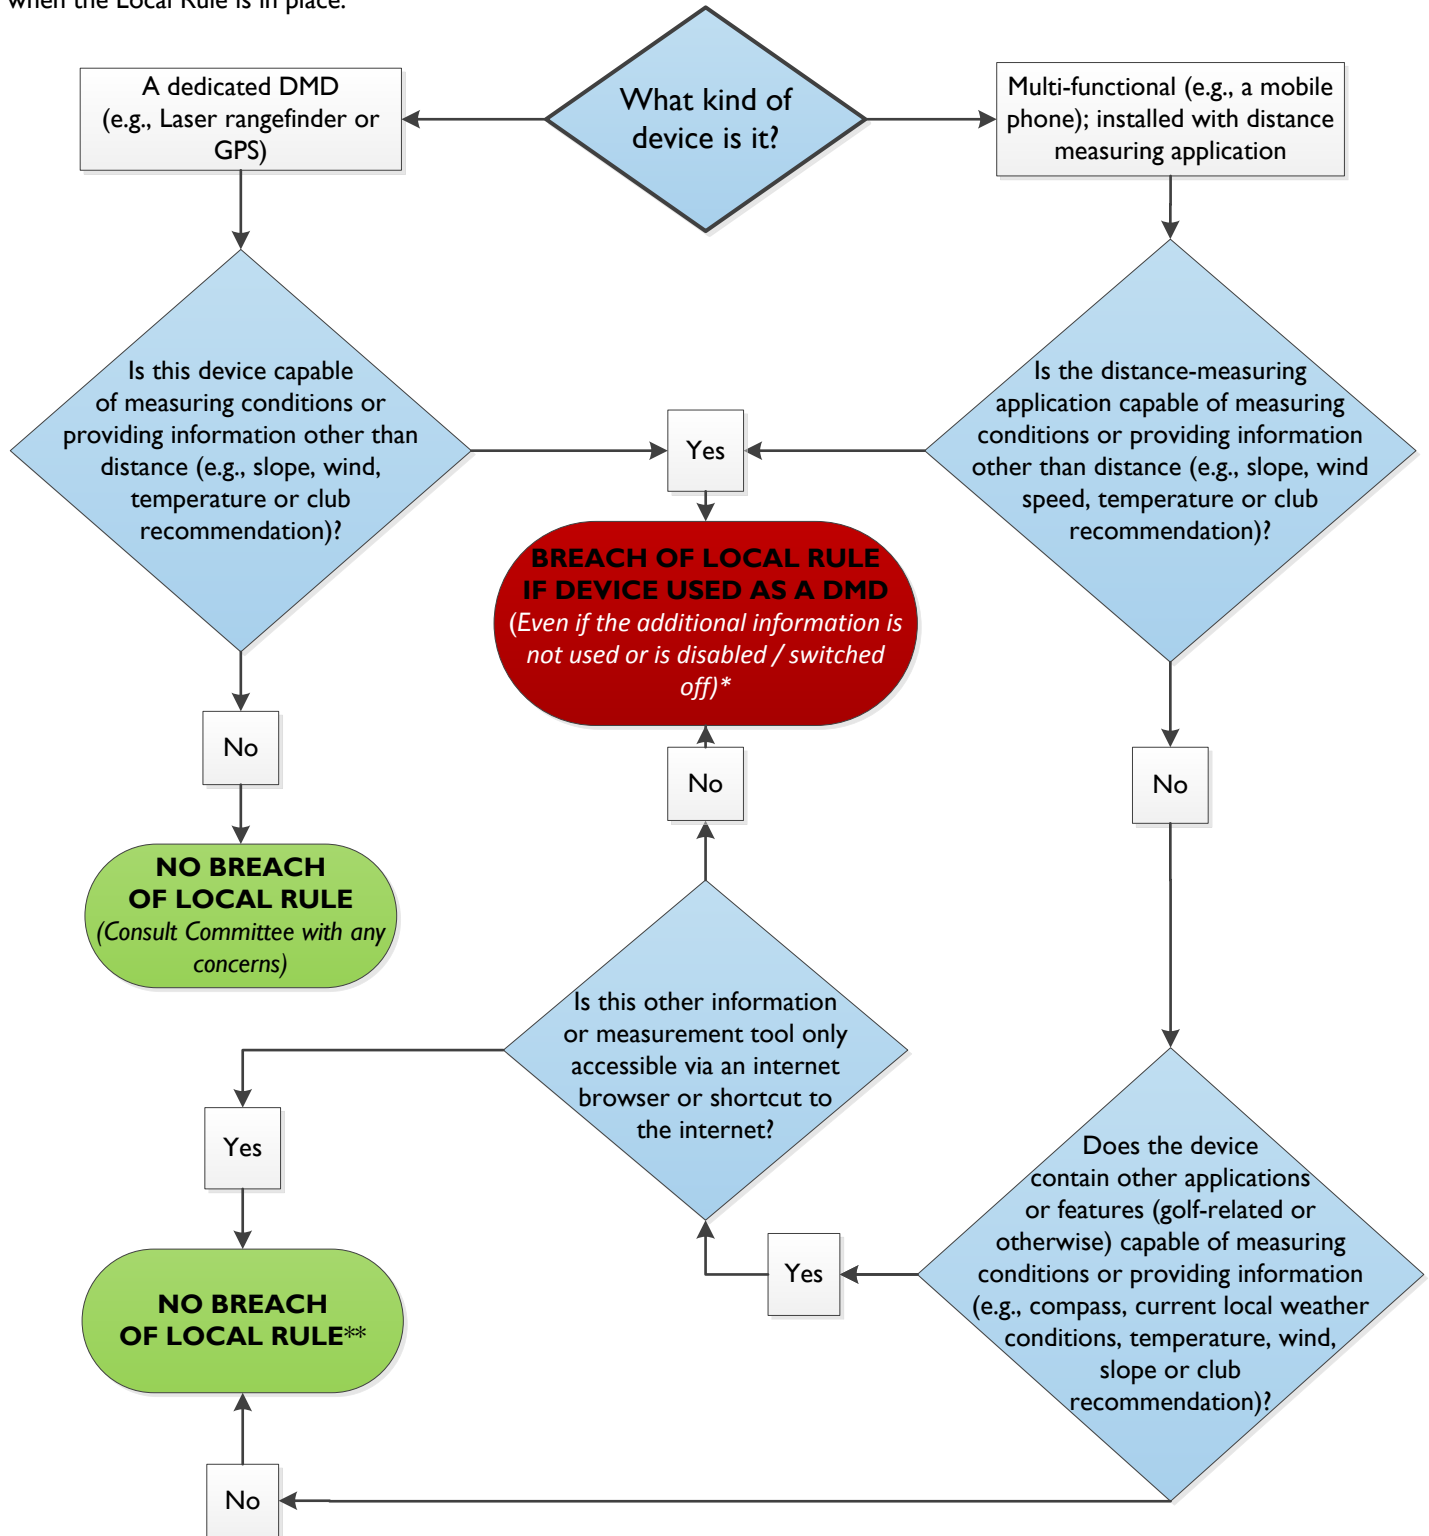 when the Local Rule is in place.
What kind of
device is it?
A dedicated DMD
(e.g., Laser rangefinder or
GPS)
Multi-functional (e.g., a mobile
phone); installed with distance
measuring application
Is this device capable
of measuring conditions or
providing information other than
distance (e.g., slope, wind,
temperature or club
recommendation)?
Yes
Is the distance-measuring
application capable of measuring
conditions or providing information
other than distance (e.g., slope, wind
speed, temperature or club
recommendation)?
BREACH OF LOCAL RULE
IF DEVICE USED AS A DMD
(Even if the additional information is
not used or is disabled / switched
off)*
No
No
No
NO BREACH
OF LOCAL RULE
(Consult Committee with any
concerns)
Is this other information
or measurement tool only
accessible via an internet
browser or shortcut to
the internet?
Yes
Does the device
contain other applications
or features (golf-related or
otherwise) capable of measuring
conditions or providing information
(e.g., compass, current local weather
conditions, temperature, wind,
slope or club
recommendation)?
Yes
NO BREACH
OF LOCAL RULE**
No